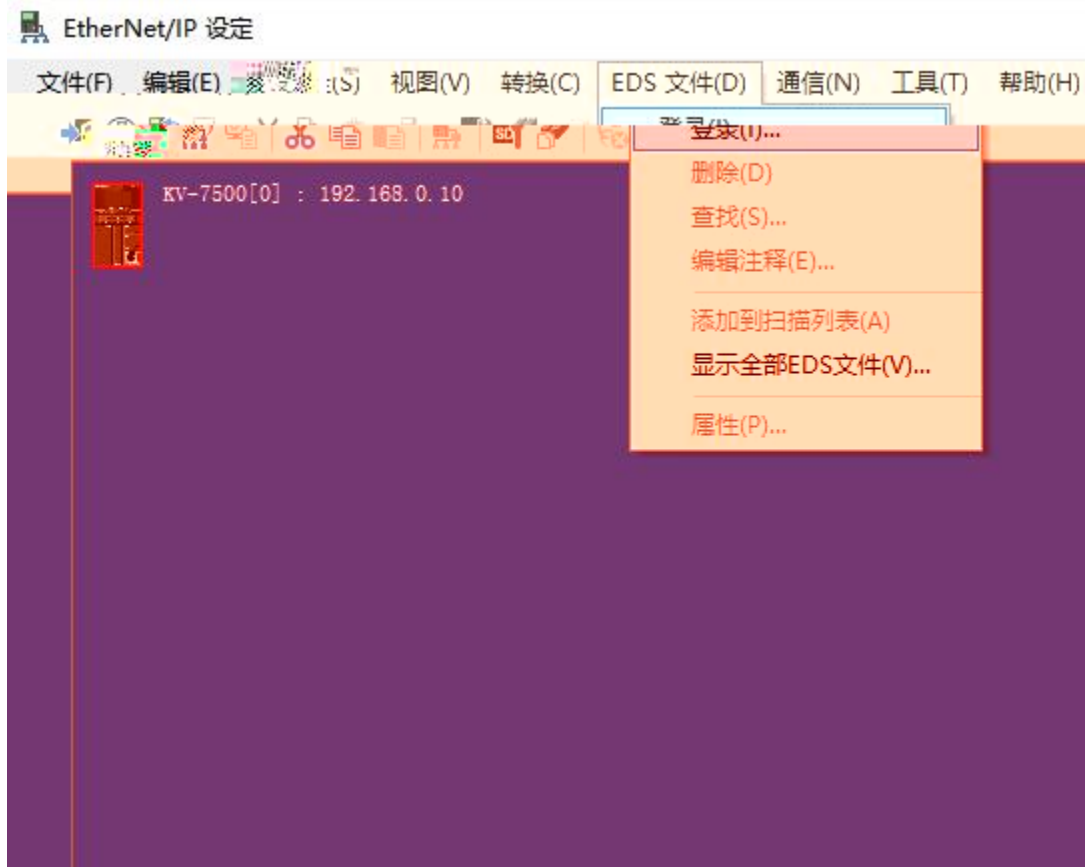 EtherNet/IP 设定
文件(F) 编辑(E) (S) 视图(V) 转换(C) EDS 文件(D) 通信(N) 工具(T) 帮助(H)
登录(I)...
KV-7500[0] : 192.168.0.10
删除(D)
查找(S)...
编辑注释(E)...
添加到扫描列表(A)
显示全部EDS文件(V)...
属性(P)...